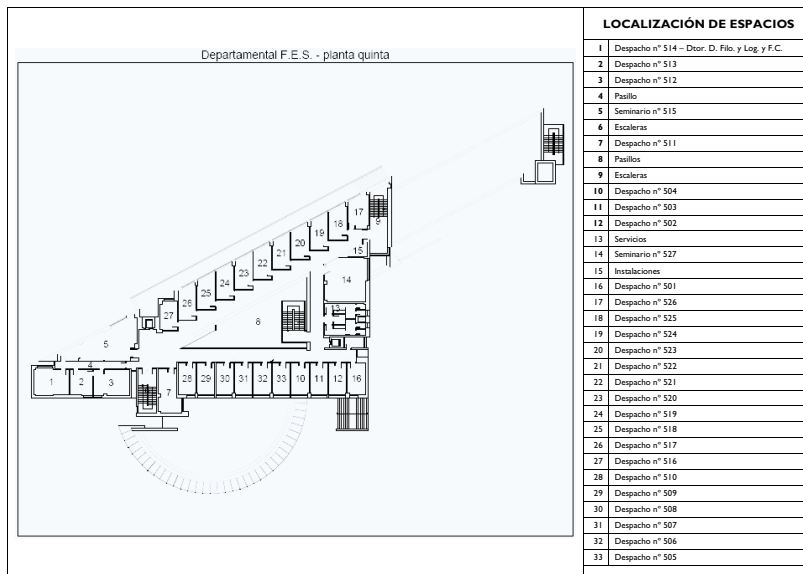 LOCALIZACIÓN DE ESPACIOS
Departamental F.E.S. - planta quinta
1 Despacho nº 514 – Dtor. D. Filo. y Log. y F.C.
2 Despacho nº 513
3 Despacho nº 512
4 Pasillo
5 Seminario nº 515
6 Escaleras
7 Despacho nº 511
8 Pasillos
9 Escaleras
10 Despacho nº 504
11 Despacho nº 503
12 Despacho nº 502
13 Servicios
14 Seminario nº 527
15 Instalaciones
16 Despacho nº 501
17 Despacho nº 526
18 Despacho nº 525
19 Despacho nº 524
20 Despacho nº 523
21 Despacho nº 522
22 Despacho nº 521
23 Despacho nº 520
24 Despacho nº 519
25 Despacho nº 518
26 Despacho nº 517
27 Despacho nº 516
28 Despacho nº 510
29 Despacho nº 509
30 Despacho nº 508
31 Despacho nº 507
32 Despacho nº 506
33 Despacho nº 505
17
9
18
19
15
20
21
22
14
23
24
25
26
13
27
8
5
4
1 2 3
7
28 29 30 31 32 33 10 11 12 16